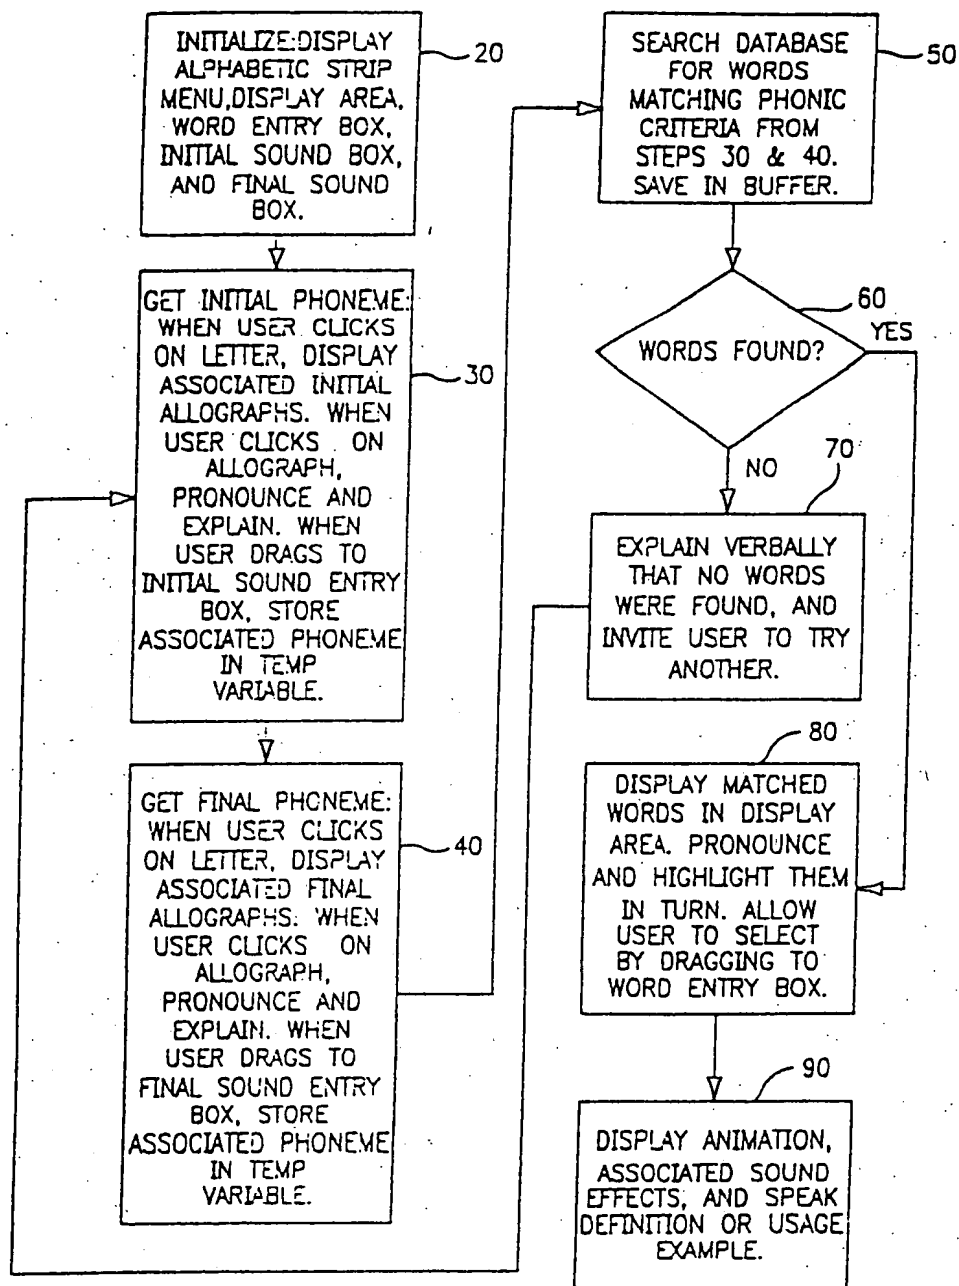 INITIALIZE:DISPLAY
ALPHABETIC STRIP
MENU,DISPLAY AREA,
WORD ENTRY BOX,
INITIAL SOUND BOX,
AND FINAL SOUND
BOX.
20
GET INITIAL PHONEME:
WHEN USER CLICKS
ON LETTER, DISPLAY
ASSOCIATED INITIAL
ALLOGRAPHS. WHEN
USER CLICKS ON
ALLOGRAPH,
PRONOUNCE AND
EXPLAIN. WHEN
USER DRAGS TO
INITIAL SOUND ENTRY
BOX, STORE
ASSOCIATED PHONEME
IN TEMP
VARIABLE.
30
GET FINAL PHONEME:
WHEN USER CLICKS
ON LETTER, DISPLAY
ASSOCIATED FINAL
ALLOGRAPHS. WHEN
USER CLICKS ON
ALLOGRAPH,
PRONOUNCE AND
EXPLAIN. WHEN
USER DRAGS TO
FINAL SOUND ENTRY
BOX, STORE
ASSOCIATED PHONEME
IN TEMP
VARIABLE.
40
SEARCH DATABASE
FOR WORDS
MATCHING PHONIC
CRITERIA FROM
STEPS 30 & 40.
SAVE IN BUFFER.
50
WORDS FOUND?
60
YES
NO
70
EXPLAIN VERBALLY
THAT NO WORDS
WERE FOUND, AND
INVITE USER TO TRY
ANOTHER.
80
DISPLAY MATCHED
WORDS IN DISPLAY
AREA. PRONOUNCE
AND HIGHLIGHT THEM
IN TURN. ALLOW
USER TO SELECT
BY DRAGGING TO
WORD ENTRY BOX.
90
DISPLAY ANIMATION,
ASSOCIATED SOUND
EFFECTS, AND SPEAK
DEFINITION OR USAGE
EXAMPLE.